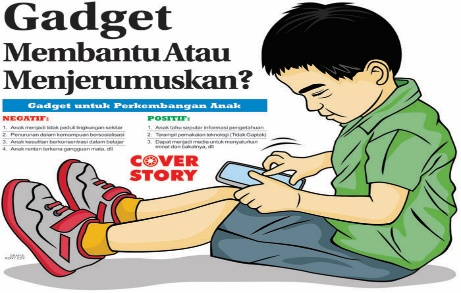 Gadget
Membantu Atau
Menjerumuskan?
Gadget untuk Perkembangan Anak
NEGATIF:
1. Anak menjadi tidak peduli lingkungan sekitar
2. Penurunan dalam kemampuan bersosialisasi
3. Anak kesulitan berkonsentrasi dalam belajar
4. Anak rentan terkena gangguan mata, dll
POSITIF:
1. Anak tahu seputar informasi pengetahuan
2. Terampil pemakaian teknologi (Tidak Gaptek)
3. Dapat menjadi media untuk menyalurkan
minat dan bakatnya, dll
COVER
STORY